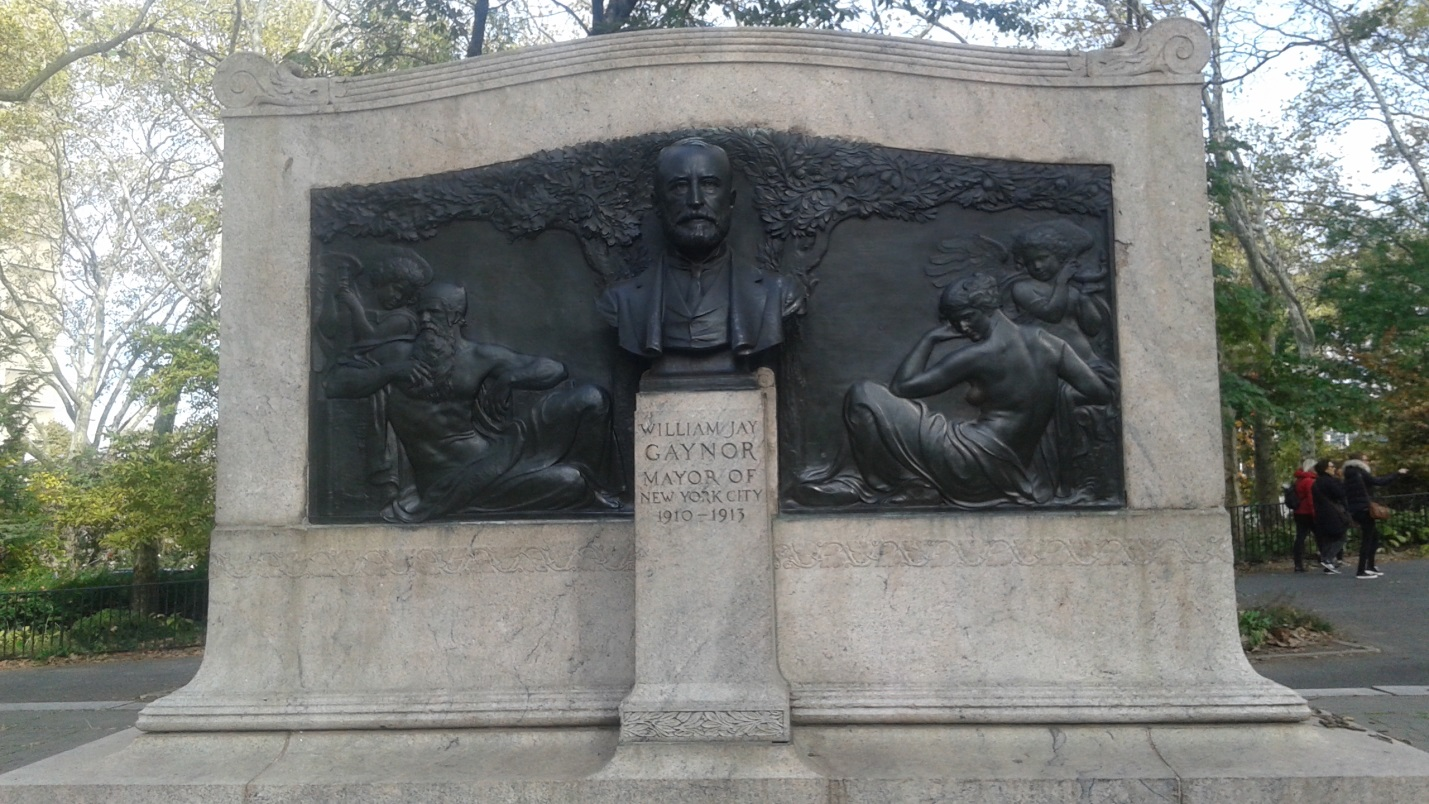 WILLIAM JAY
GAYNOR
MAYOR OF
NEW YORK CITY
1910–1913